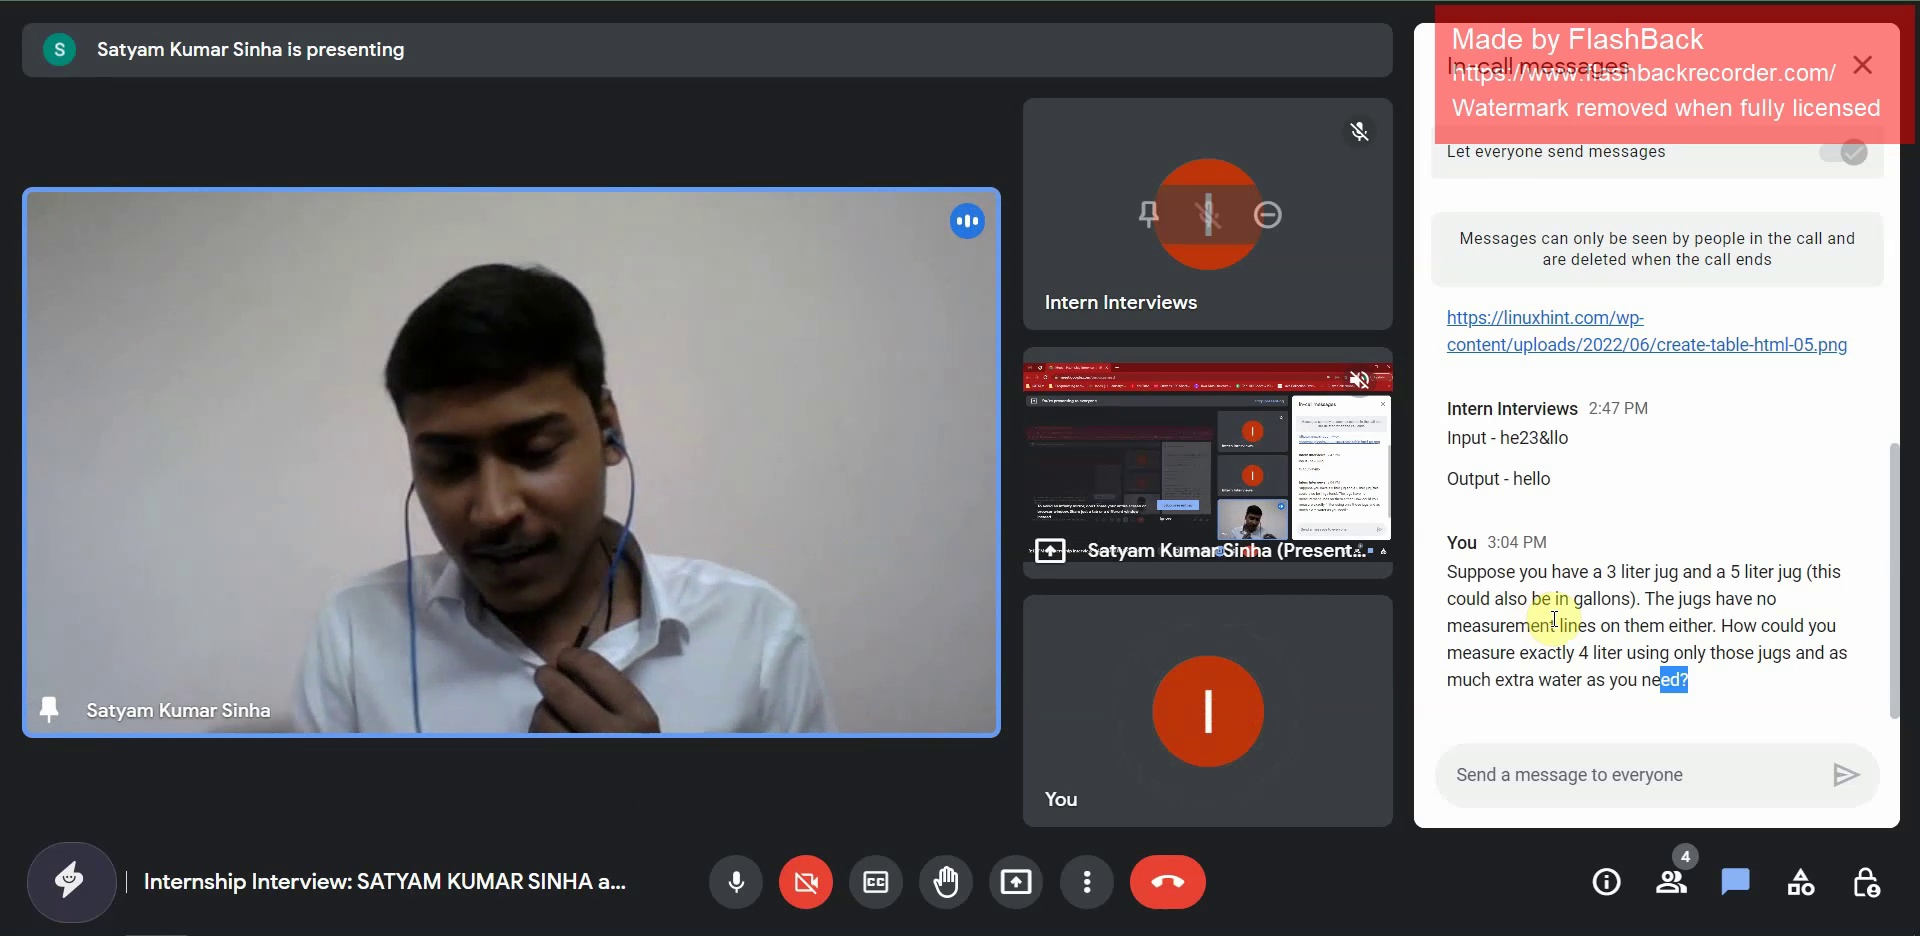 S
Satyam Kumar Sinha is presenting
Satyam Kumar Sinha
Intern Interviews
Satyam Kumar Sinha (Present...
You
Made by FlashBack
In-call messages
https://www.flashbackrecorder.com/
Watermark removed when fully licensed
Let everyone send messages
Messages can only be seen by people in the call and
are deleted when the call ends
https://linuxhint.com/wp-
content/uploads/2022/06/create-table-html-05.png
Intern Interviews 2:47 PM
Input - he23&llo
Output - hello
You 3:04 PM
Suppose you have a 3 liter jug and a 5 liter jug (this
could also be in gallons). The jugs have no
measurement lines on them either. How could you
measure exactly 4 liter using only those jugs and as
much extra water as you need?
Send a message to everyone
Internship Interview: SATYAM KUMAR SINHA a...
CC
4